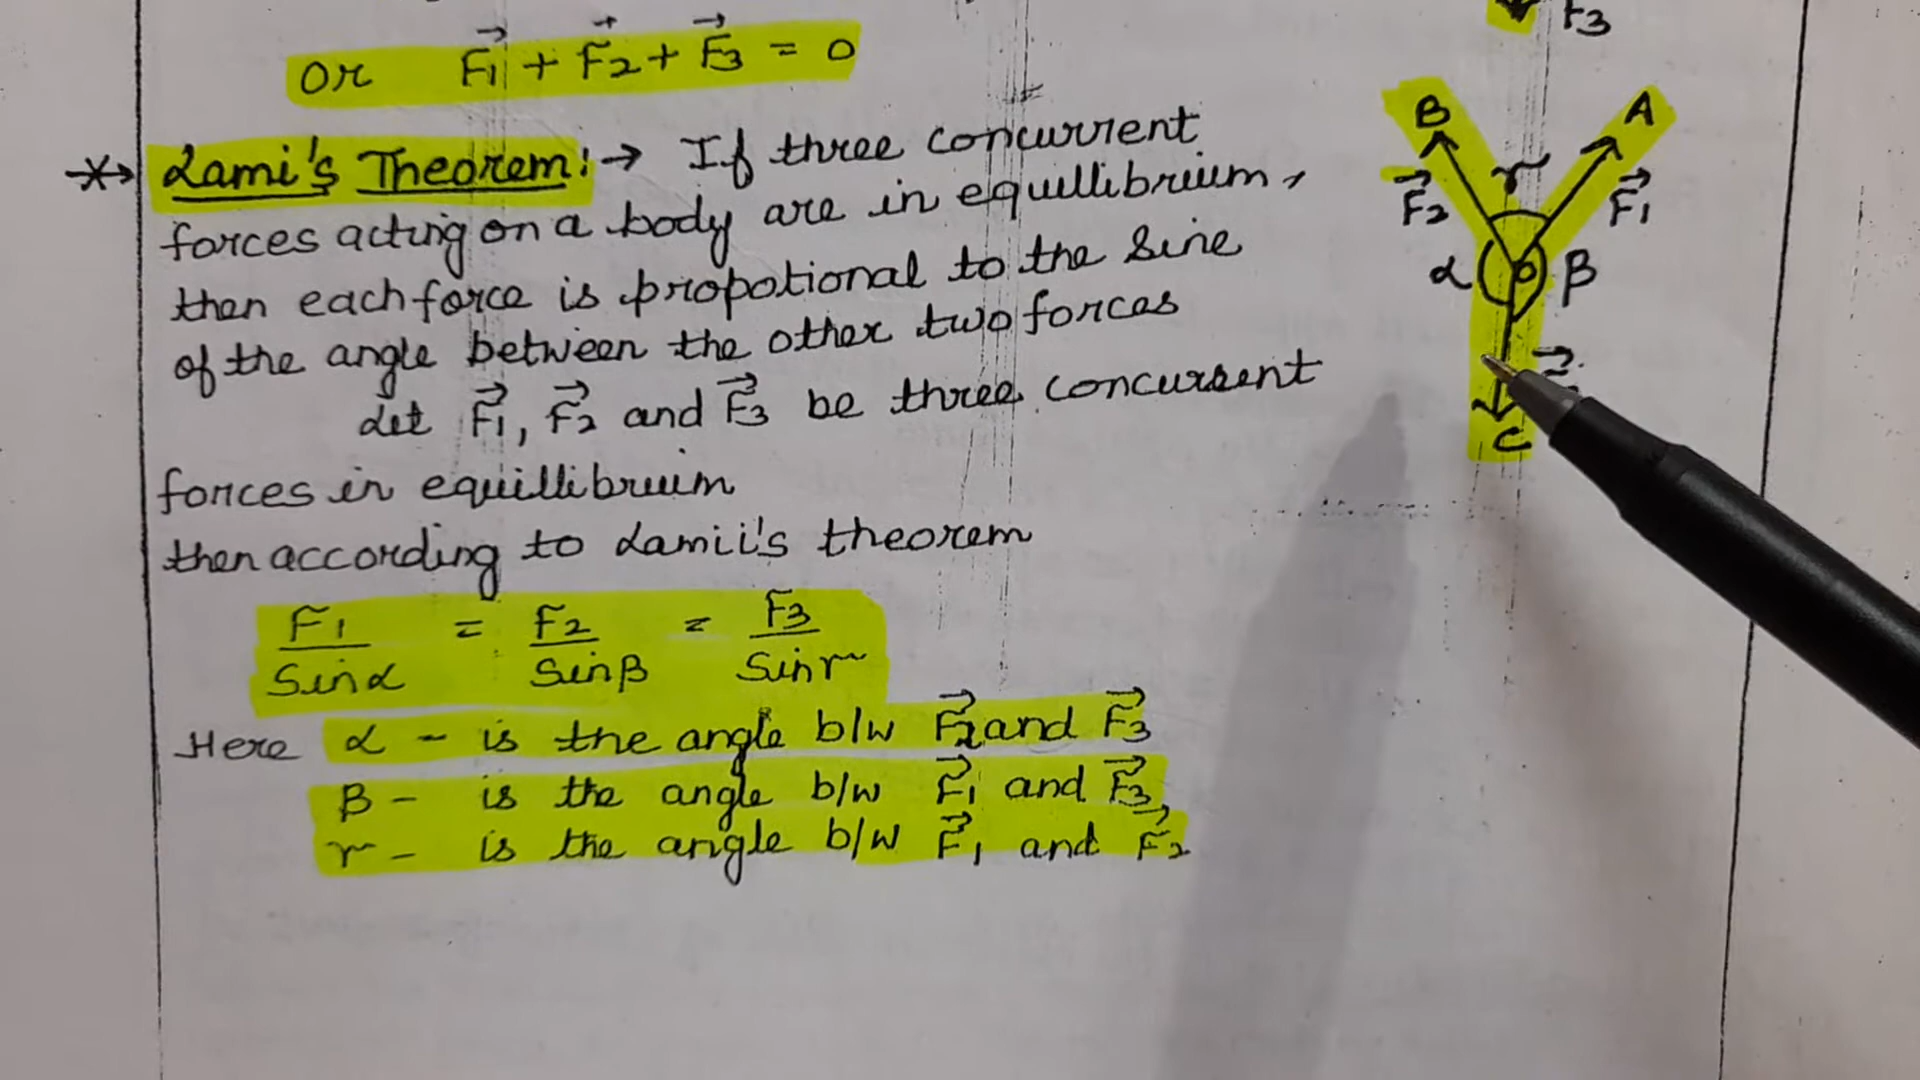 F3
or F1 + F2 + F3 = 0
Lami's Theorem:→ If three concurrent
forces acting on a body are in equillibrium,
then each force is propotional to the sine
of the angle between the other two forces
Let F1, F2 and F3 be three concurrent
forces in equillibrium
then according to Lamii's theorem
F1/Sinα = F2/Sinβ = F3/Sinr
Here α - is the angle b/w F2 and F3
β - is the angle b/w F1 and F3
r - is the angle b/w F1 and F2
B A
r
F2 F1
α O β
C